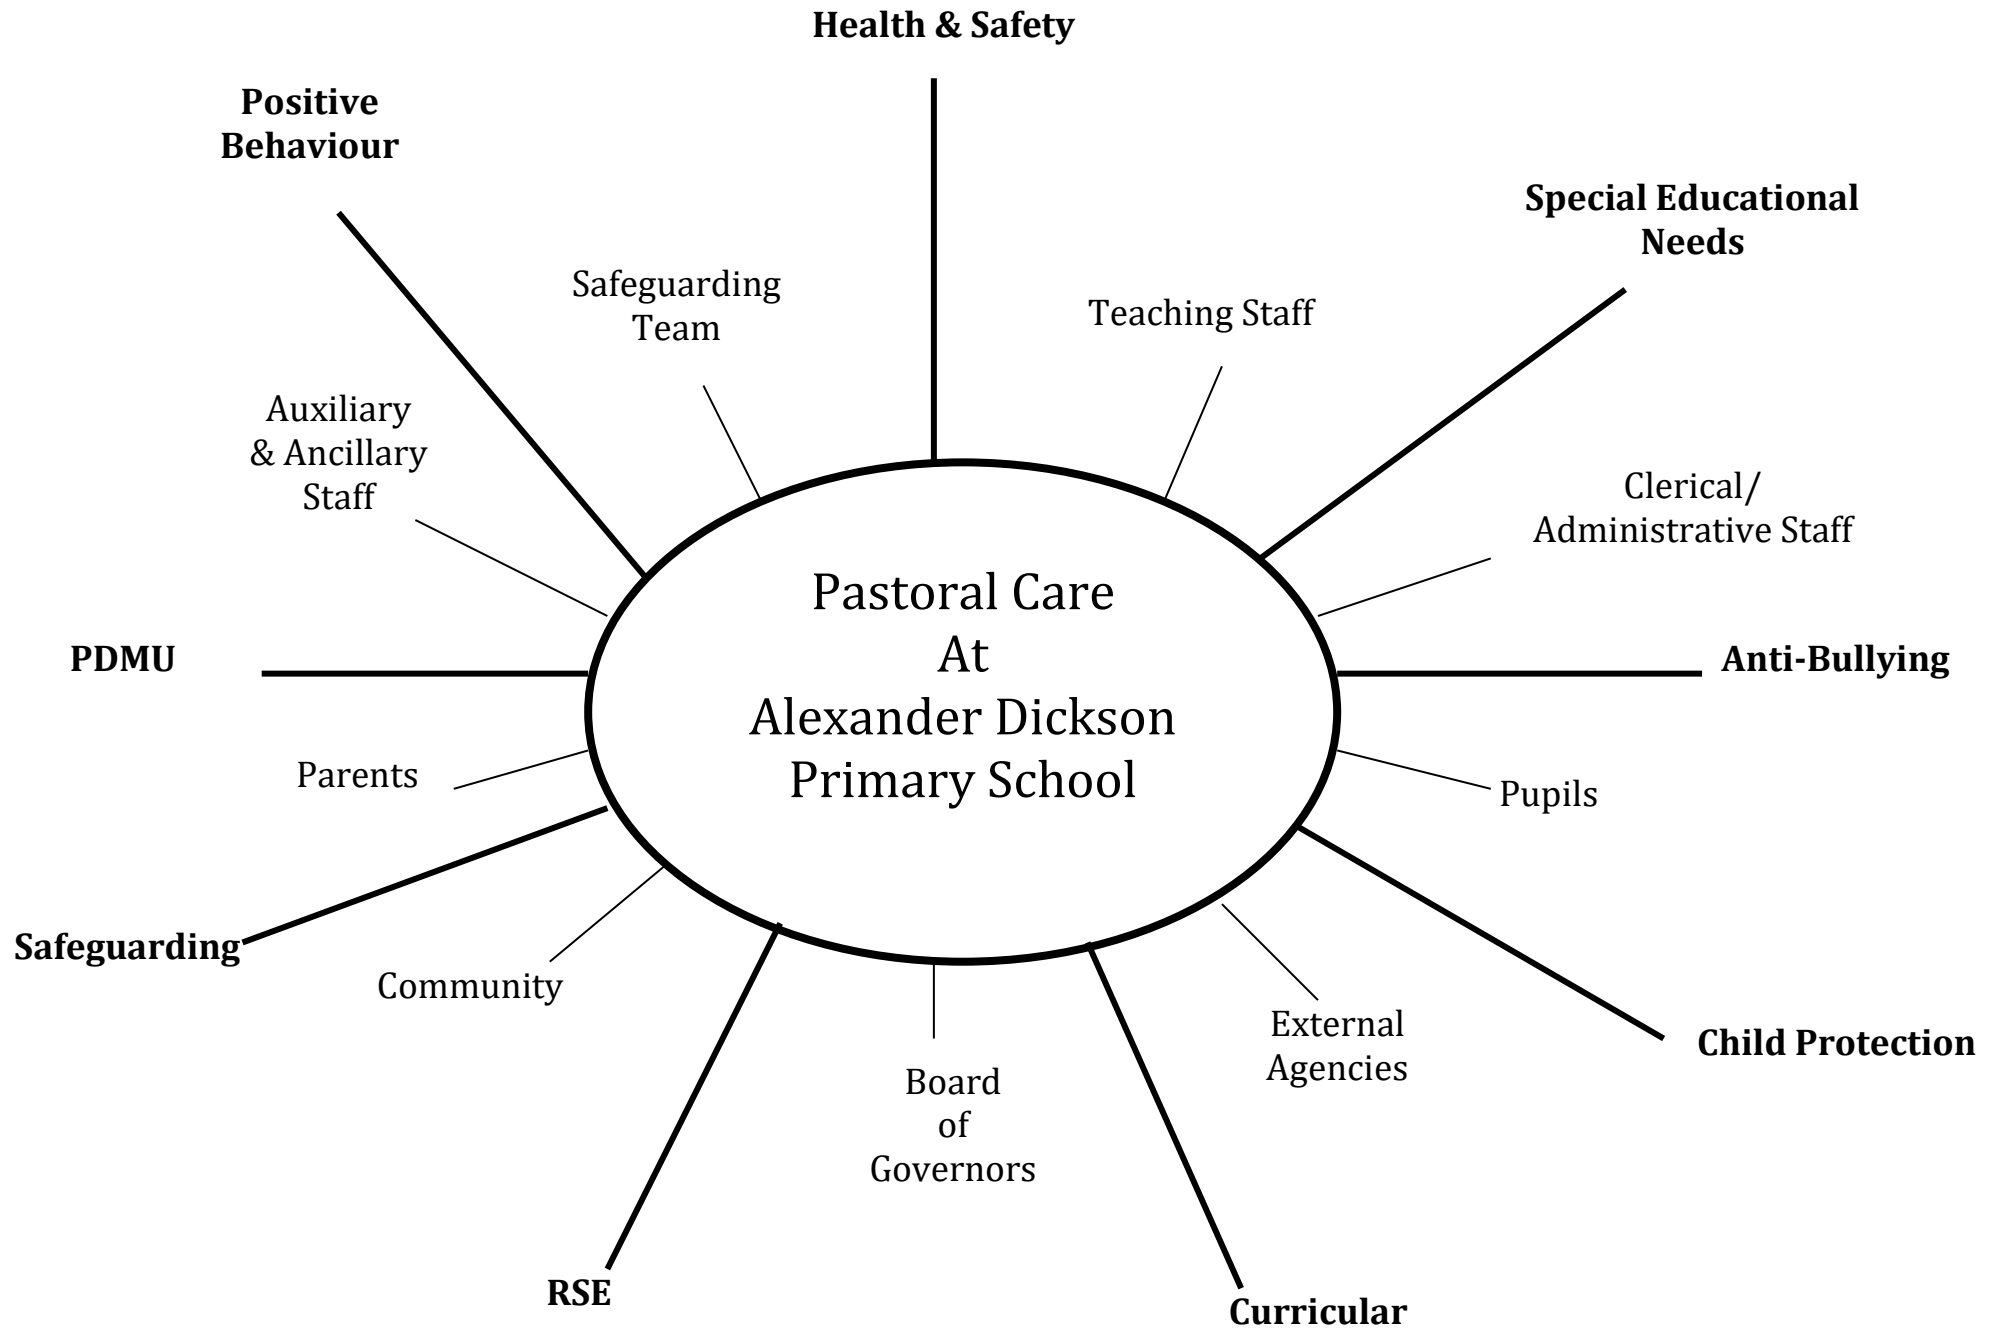 Health & Safety
Positive
Behaviour
Special Educational
Needs
Safeguarding
Team
Teaching Staff
Auxiliary
& Ancillary
Staff
Clerical/
Administrative Staff
Pastoral Care
At
Alexander Dickson
Primary School
PDMU
Anti-Bullying
Parents
Pupils
Safeguarding
Community
External
Agencies
Child Protection
Board
of
Governors
RSE
Curricular